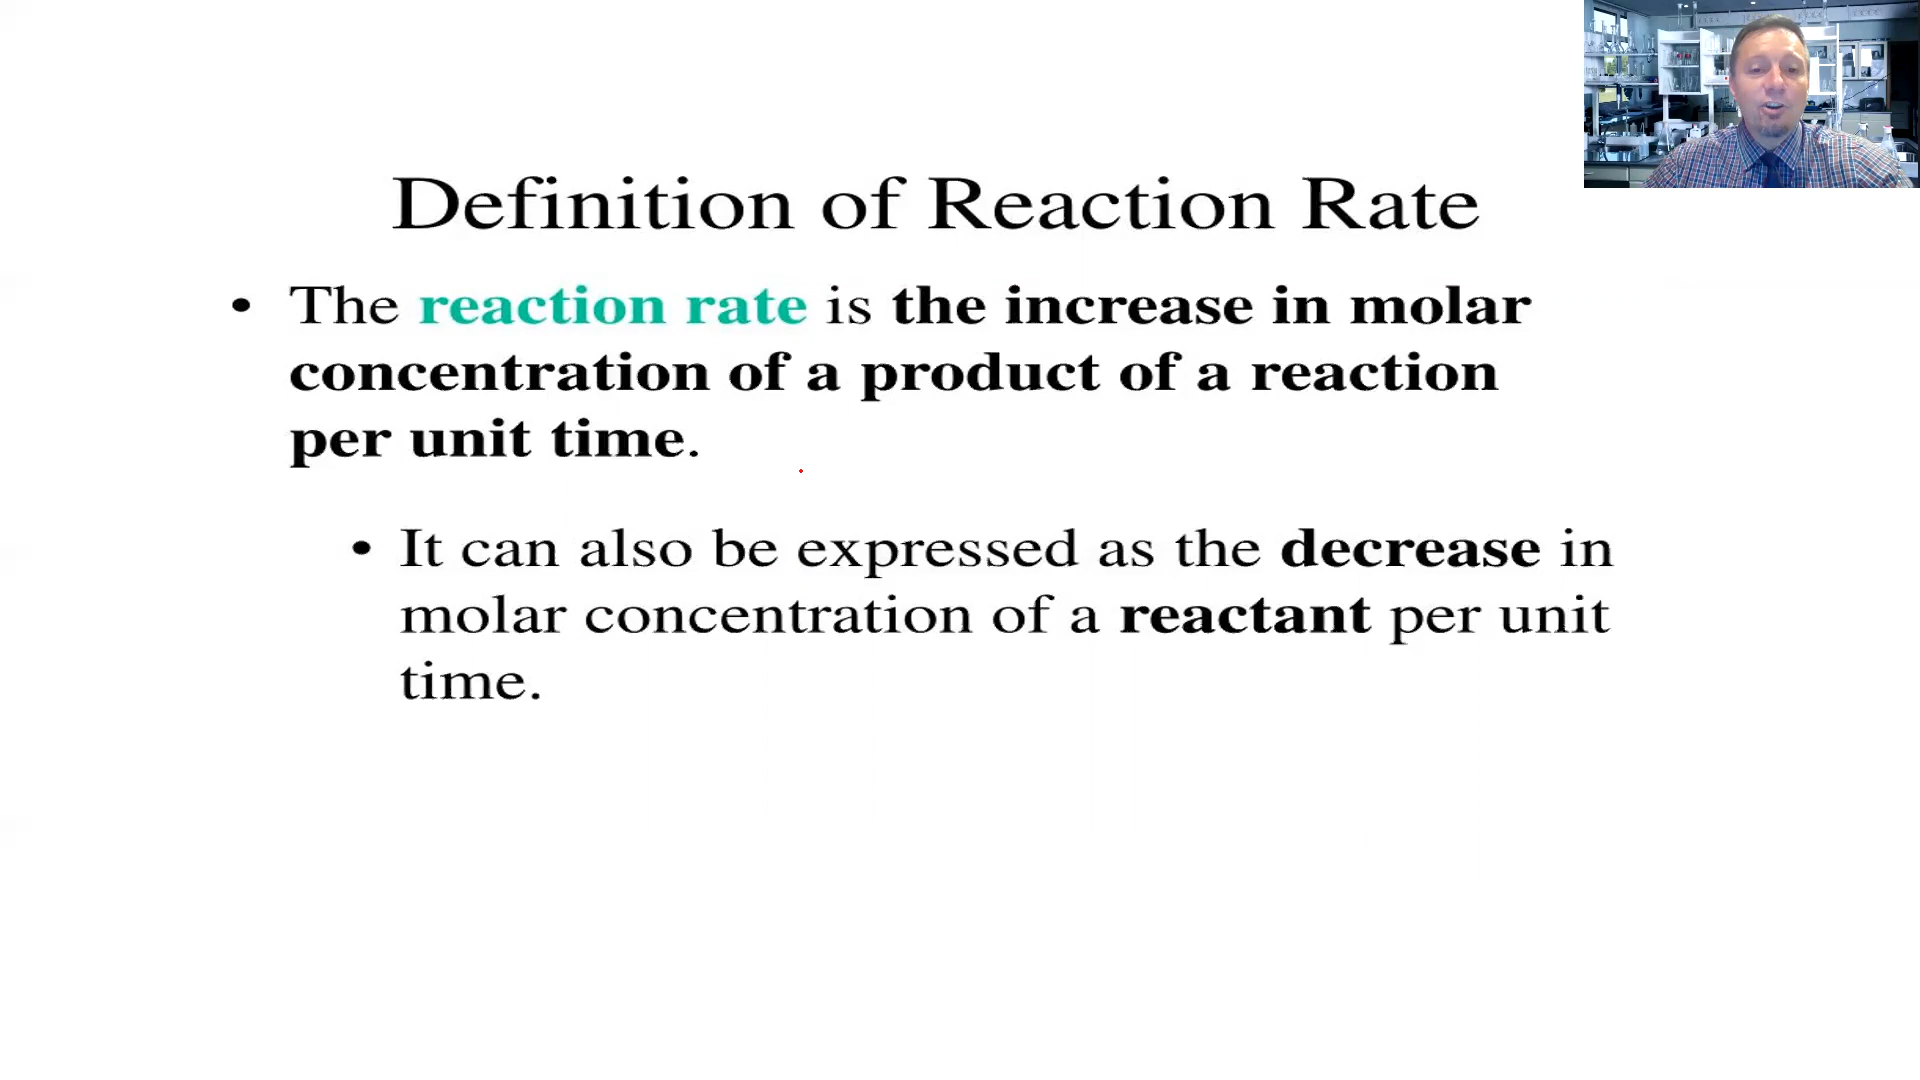 Definition of Reaction Rate
• The reaction rate is the increase in molar
concentration of a product of a reaction
per unit time.
• It can also be expressed as the decrease in
molar concentration of a reactant per unit
time.